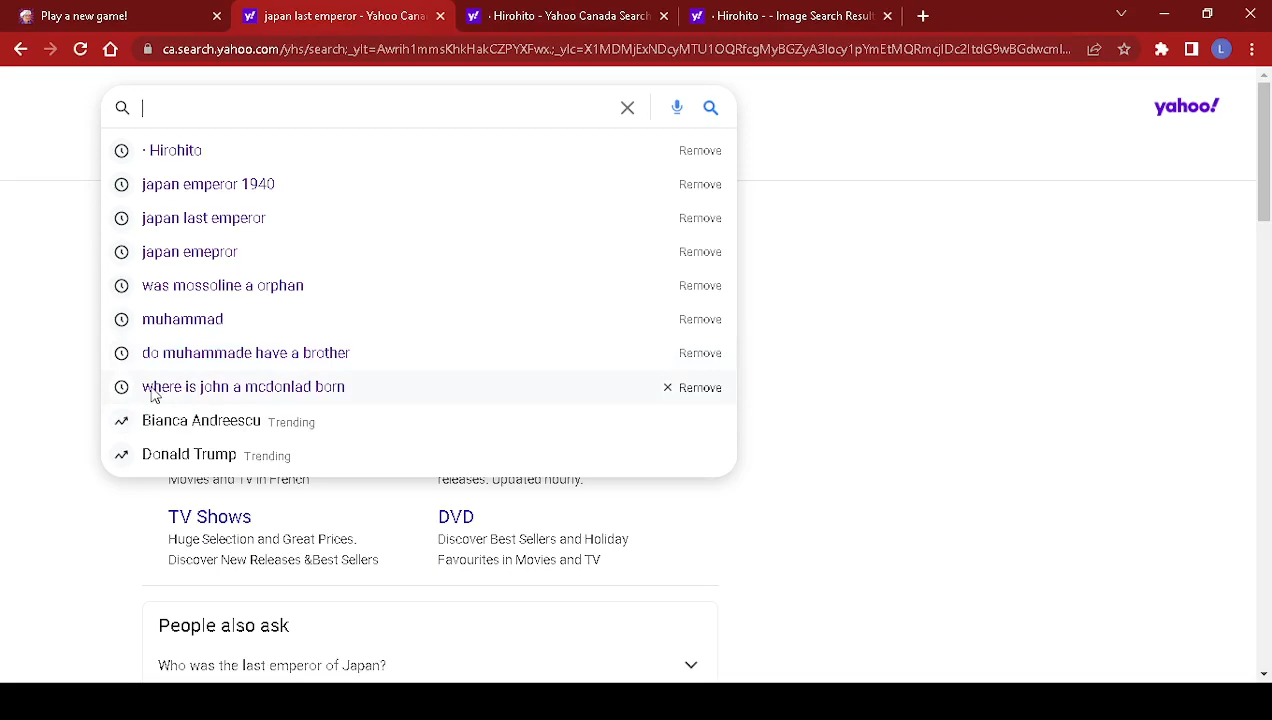 Play a new game!
japan last emperor - Yahoo Cana
· Hirohito - Yahoo Canada Search
· Hirohito - - Image Search Result
ca.search.yahoo.com/yhs/search;_ylt=Awrih1mmsKhkHakCZPYXFwx.;_ylc=X1MDMjExNDcyMTU1OQRfcgMyBGZyA3locy1pYmEtMQRmcjIDc2ItdG9wBGdwcml...
L
yahoo!
· Hirohito Remove
japan emperor 1940 Remove
japan last emperor Remove
japan emepror Remove
was mossoline a orphan Remove
muhammad Remove
do muhammade have a brother Remove
where is john a mcdonlad born Remove
Bianca Andreescu Trending
Donald Trump Trending
Movies and TV in French
releases. Updated hourly.
TV Shows
Huge Selection and Great Prices.
Discover New Releases &Best Sellers
DVD
Discover Best Sellers and Holiday
Favourites in Movies and TV
People also ask
Who was the last emperor of Japan?